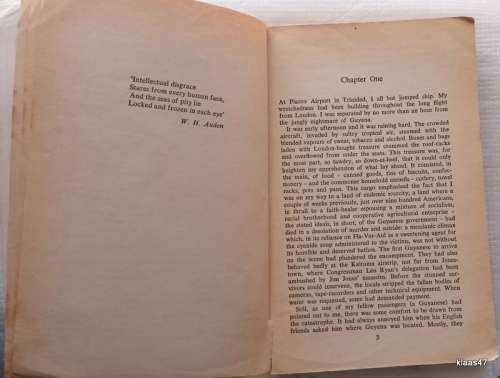 'Intellectual disgrace
Stares from every human face,
And the seas of pity lie
Locked and frozen in each eye'
W. H. Auden
Chapter One
At Piarco Airport in Trinidad, I all but jumped ship. My
wretchedness had been building throughout the long flight
from London. I was separated by no more than an hour from
the jungly nightmare of Guyana.
It was early afternoon and it was raining hard. The crowded
aircraft, invaded by sultry tropical air, steamed with the
blended vapours of sweat, tobacco and alcohol. Boxes and bags
laden with London-bought treasure crammed the roof-racks
and overflowed from under the seats. This treasure was, for
the most part, so tawdry, so down-at-heel, that it could only
heighten my apprehension of what lay ahead. It consisted, in
the main, of food – canned goods, tins of biscuits, confec-
tionery – and the commoner household utensils – cutlery, towel
racks, pots and pans. This cargo emphasised the fact that I
was on my way to a land of endemic scarcity; a land where a
couple of weeks previously, just over nine hundred Americans,
in thrall to a faith-healer espousing a mixture of socialism,
racial brotherhood and cooperative agricultural enterprise –
the stated ideals, in short, of the Guyanese government – had
died in a desolation of murder and suicide: a messianic climax
which, in its reliance on Fla-Vor-Aid as a sweetening agent for
the cyanide soup administered to the victims, was not without
its horrible and deserved bathos. The first Guyanese to arrive
on the scene had plundered the encampment. They had also
behaved badly at the Kaituma airstrip, not far from Jones-
town, where Congressman Leo Ryan's delegation had been
ambushed by Jim Jones' assassins. Before the stunned sur-
vivors could intervene, the locals stripped the fallen bodies of
cameras, tape-recorders and other technical equipment. When
water was requested, some had demanded payment.
Still, as one of my fellow passengers (a Guyanese) had
pointed out to me, there was some comfort to be drawn from
the catastrophe. It had always annoyed him when his English
friends asked him where Guyana was located. Mostly, they
3
klaas47